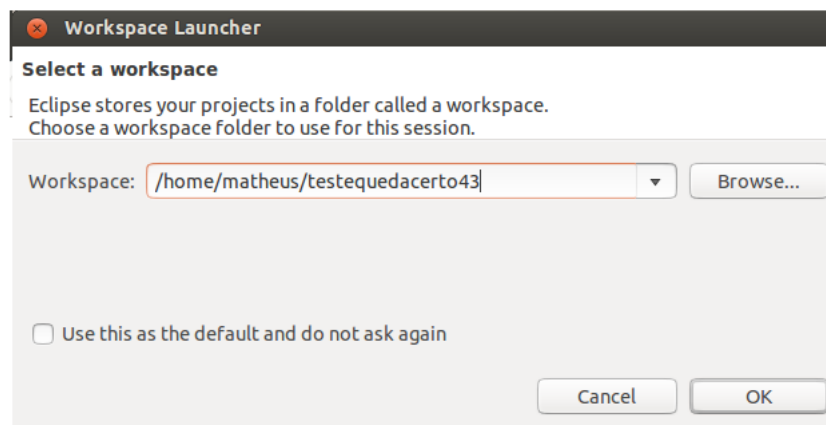 Workspace Launcher
Select a workspace
Eclipse stores your projects in a folder called a workspace.
Choose a workspace folder to use for this session.
Workspace: /home/matheus/testequedacerto43 Browse...
Use this as the default and do not ask again
Cancel OK